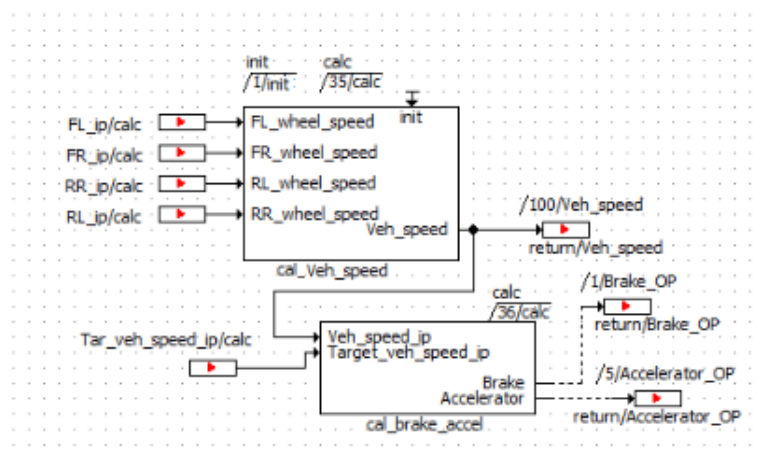 init
/1/init
calc
/35/calc
init
FL_ip/calc
FL_wheel_speed
FR_ip/calc
FR_wheel_speed
RR_ip/calc
RL_wheel_speed
RL_ip/calc
RR_wheel_speed
Veh_speed
/100/Veh_speed
return/Veh_speed
cal_Veh_speed
calc
/36/calc
/1/Brake_OP
return/Brake_OP
Tar_veh_speed_ip/calc
Veh_speed_ip
Target_veh_speed_ip
Brake
Accelerator
/5/Accelerator_OP
return/Accelerator_OP
cal_brake_accel